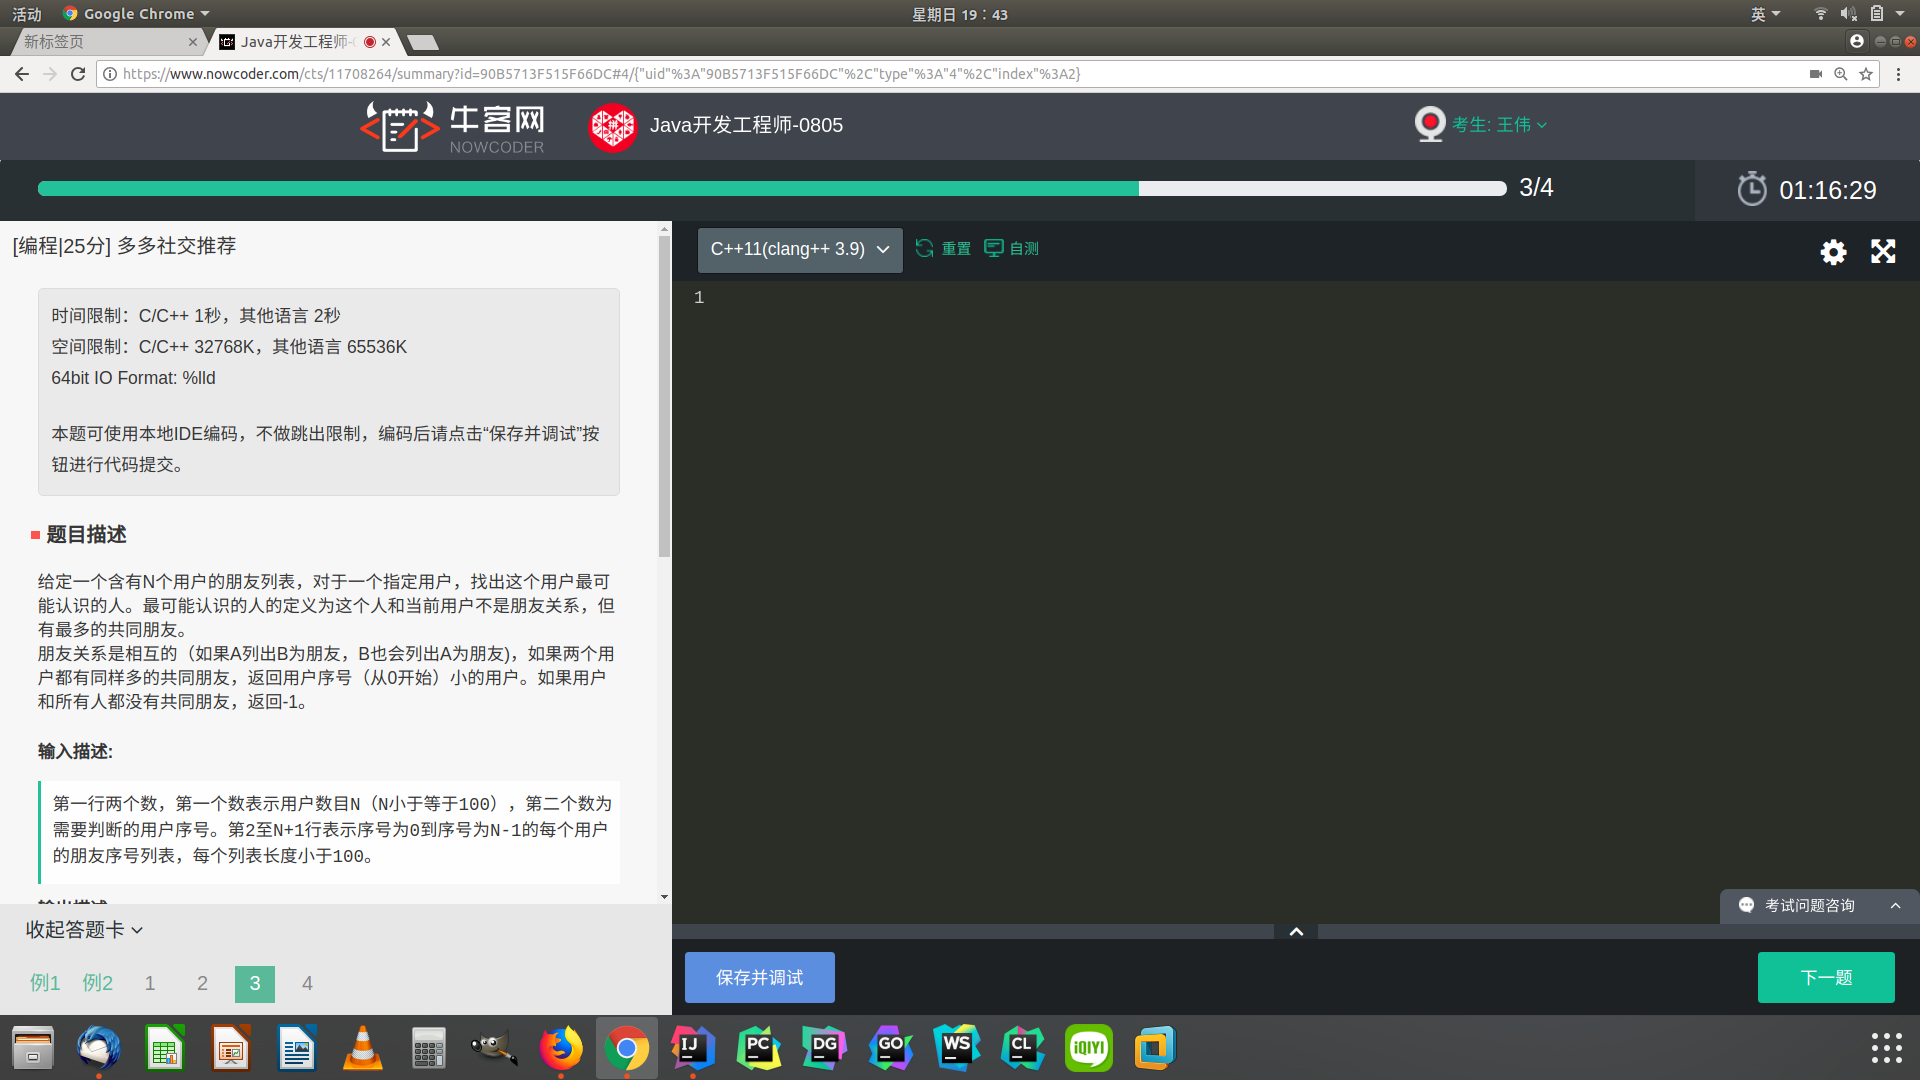 活动
Google Chrome
星期日 19：43
英
新标签页
Java开发工程师-
https://www.nowcoder.com/cts/11708264/summary?id=90B5713F515F66DC#4/{"uid"%3A"90B5713F515F66DC"%2C"type"%3A"4"%2C"index"%3A2}
牛客网
NOWCODER
Java开发工程师-0805
考生: 王伟
3/4
01:16:29
[编程|25分] 多多社交推荐
时间限制：C/C++ 1秒，其他语言 2秒
空间限制：C/C++ 32768K，其他语言 65536K
64bit IO Format: %lld
本题可使用本地IDE编码，不做跳出限制，编码后请点击“保存并调试”按
钮进行代码提交。
题目描述
给定一个含有N个用户的朋友列表，对于一个指定用户，找出这个用户最可
能认识的人。最可能认识的人的定义为这个人和当前用户不是朋友关系，但
有最多的共同朋友。
朋友关系是相互的（如果A列出B为朋友，B也会列出A为朋友)，如果两个用
户都有同样多的共同朋友，返回用户序号（从0开始）小的用户。如果用户
和所有人都没有共同朋友，返回-1。
输入描述:
第一行两个数，第一个数表示用户数目N（N小于等于100），第二个数为
需要判断的用户序号。第2至N+1行表示序号为0到序号为N-1的每个用户
的朋友序号列表，每个列表长度小于100。
收起答题卡
例1 例2 1 2 3 4
C++11(clang++ 3.9)
重置
自测
1
考试问题咨询
保存并调试
下一题
IJ
PC
DG
GO
WS
CL
iQIYI